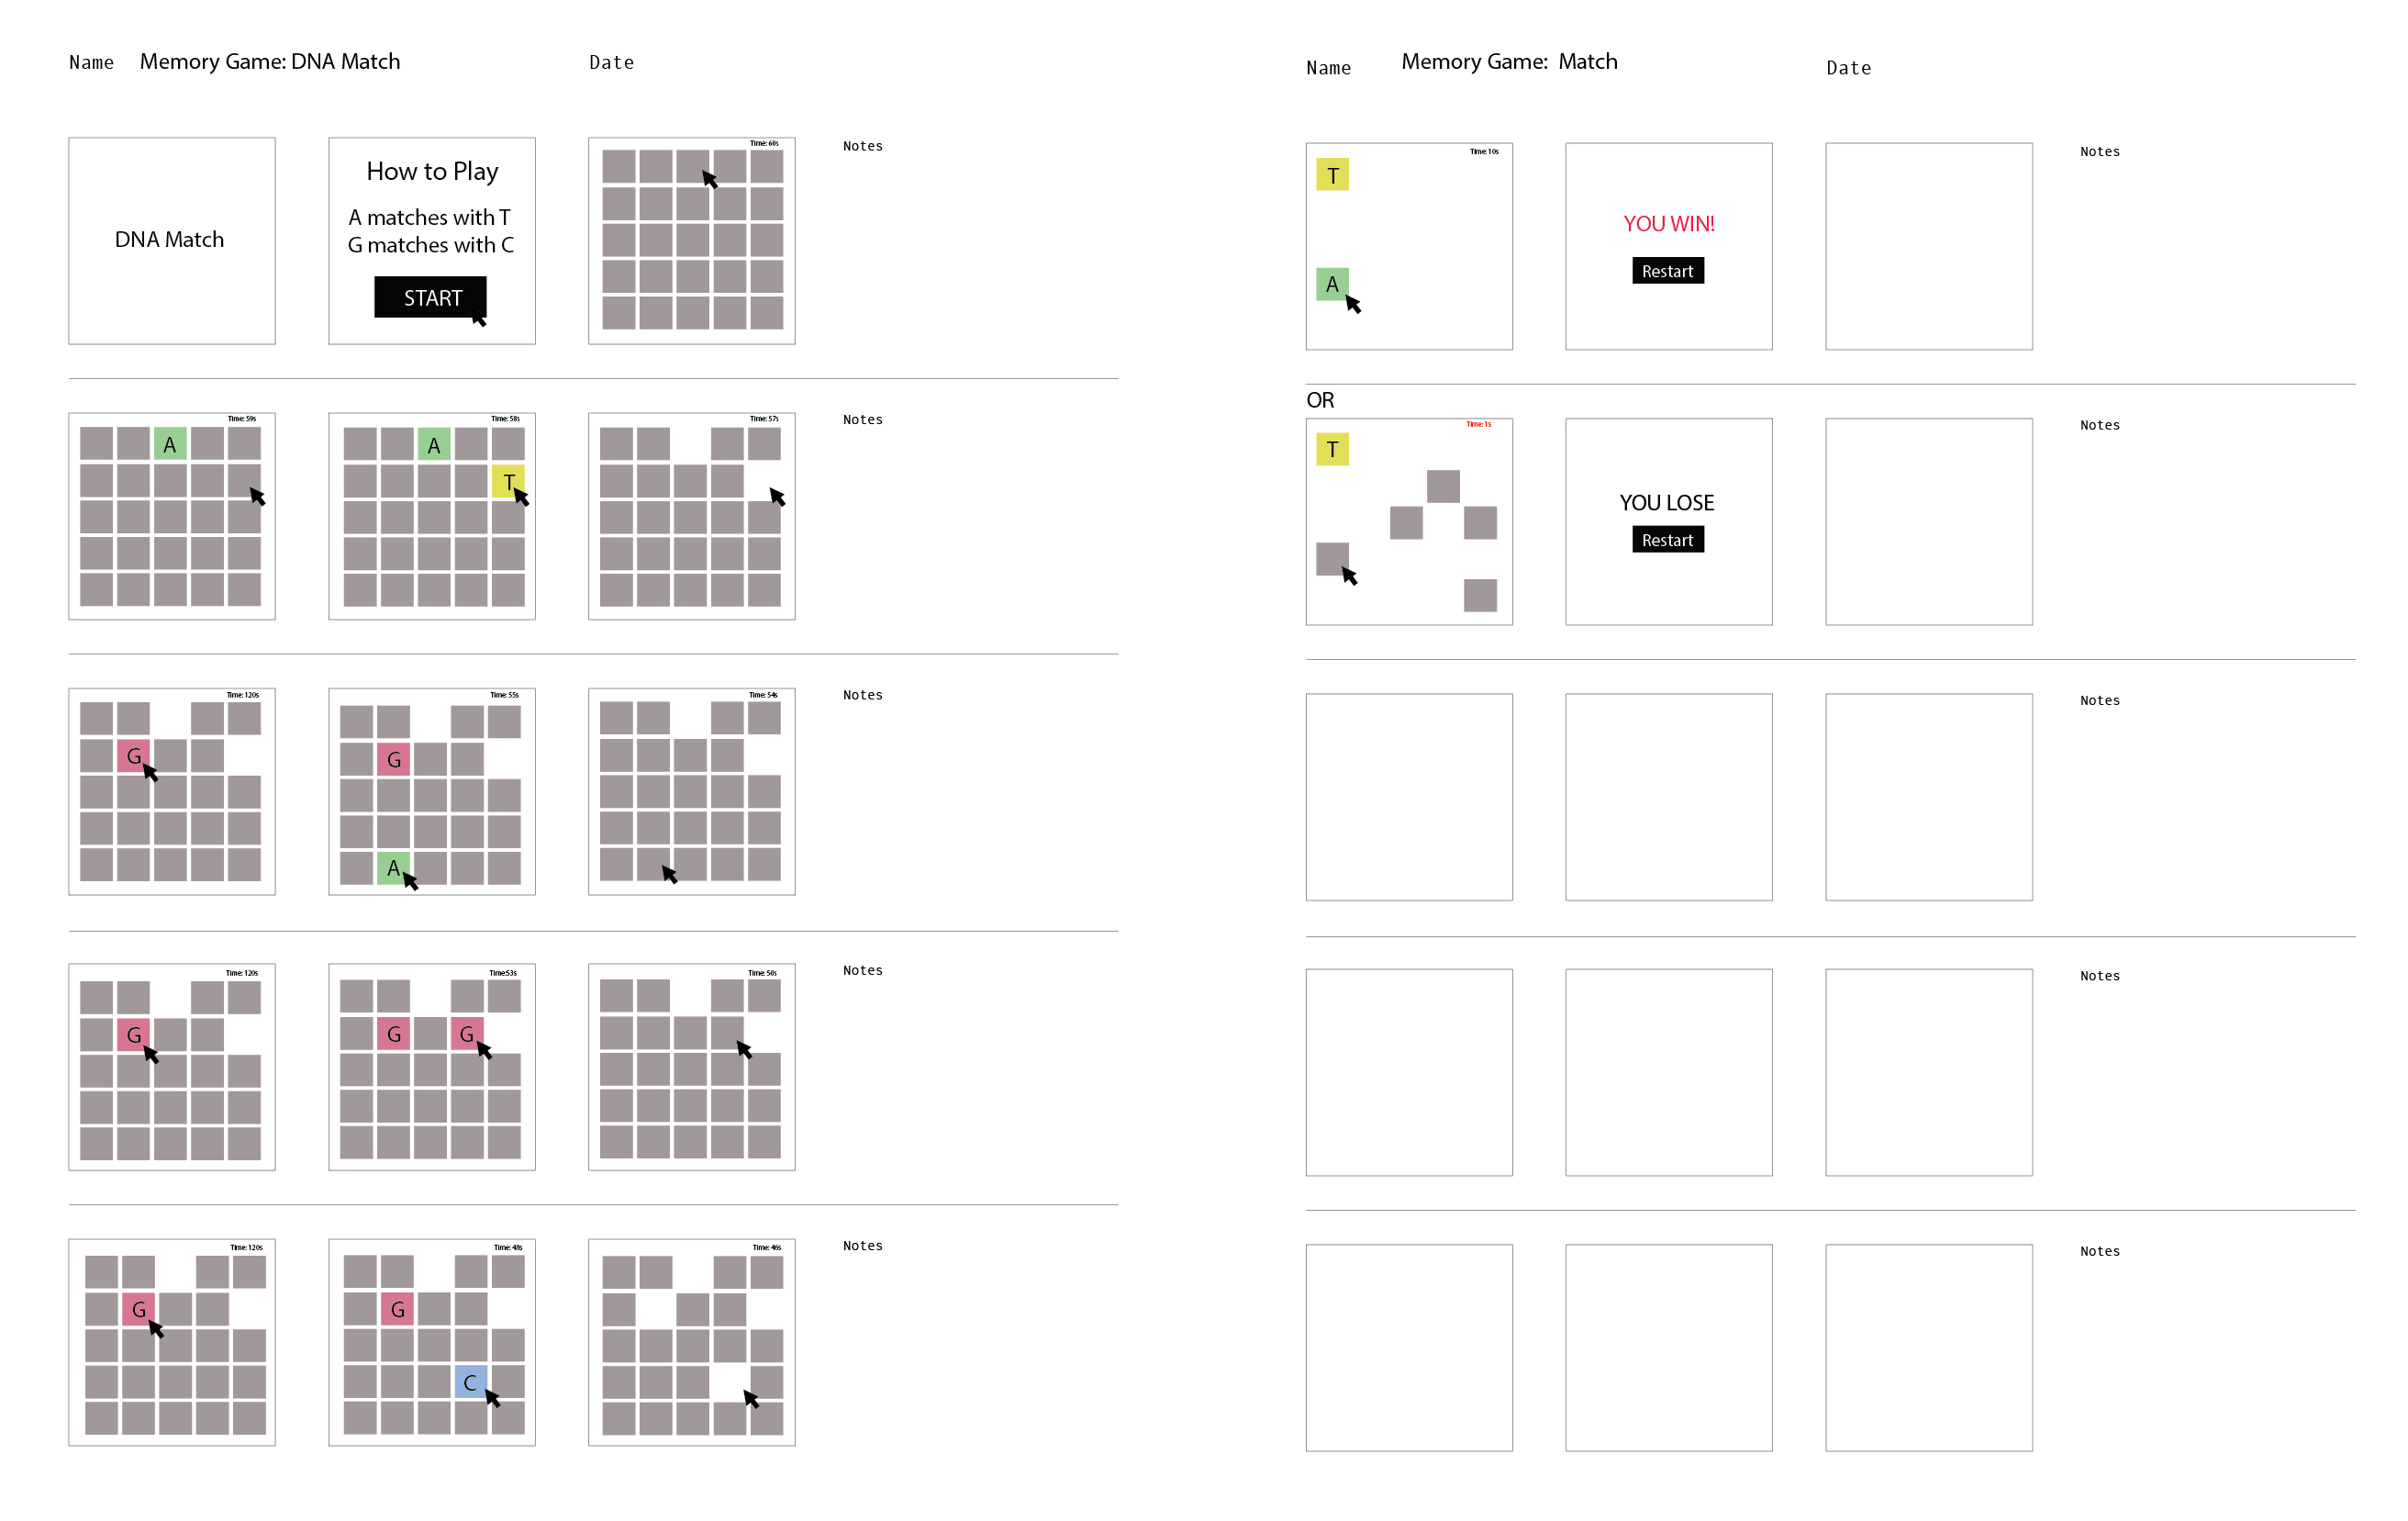 Name Memory Game: DNA Match Date
DNA Match
How to Play
A matches with T
G matches with C
START
Time: 60s
Notes
Time: 59s
A
Time: 58s
A
T
Time: 57s
Notes
Time: 120s
G
Time: 55s
G
A
Time: 54s
Notes
Time: 120s
G
Time:53s
G G
Time: 50s
Notes
Time: 120s
G
Time: 48s
G
C
Time: 46s
Notes
Name Memory Game: Match Date
Time: 10s
T
A
YOU WIN!
Restart
Notes
OR
Time: 1s
T
YOU LOSE
Restart
Notes
Notes
Notes
Notes